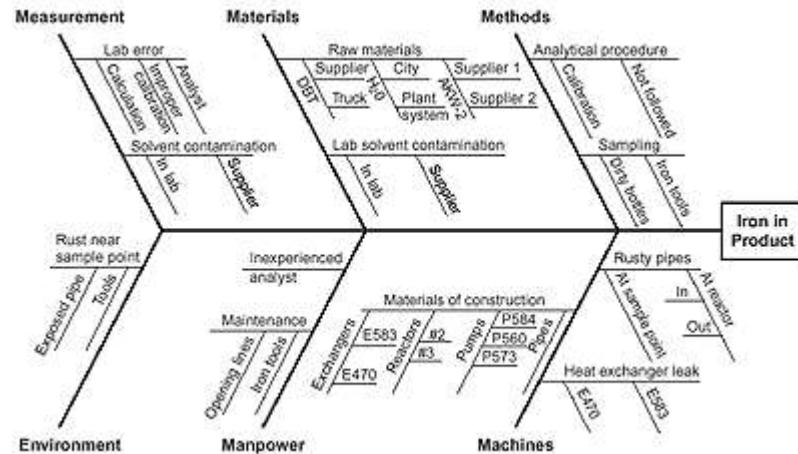 Measurement
Materials
Methods
Lab error
Calculation
Improper
calibration
Analyst
Solvent contamination
In lab
Supplier
Raw materials
DBT
Supplier
Truck
H20
City
Plant
system
AKW-2
Supplier 1
Supplier 2
Lab solvent contamination
In lab
Supplier
Analytical procedure
Calibration
Not followed
Sampling
Dirty bottles
Iron tools
Iron in
Product
Rust near
sample point
Exposed pipe
Tools
Inexperienced
analyst
Maintenance
Opening lines
Iron tools
Materials of construction
Exchangers
E583
E470
Reactors
#2
#3
Pumps
P584
P560
P573
Pipes
Rusty pipes
At sample point
At reactor
In
Out
Heat exchanger leak
E470
E583
Environment
Manpower
Machines